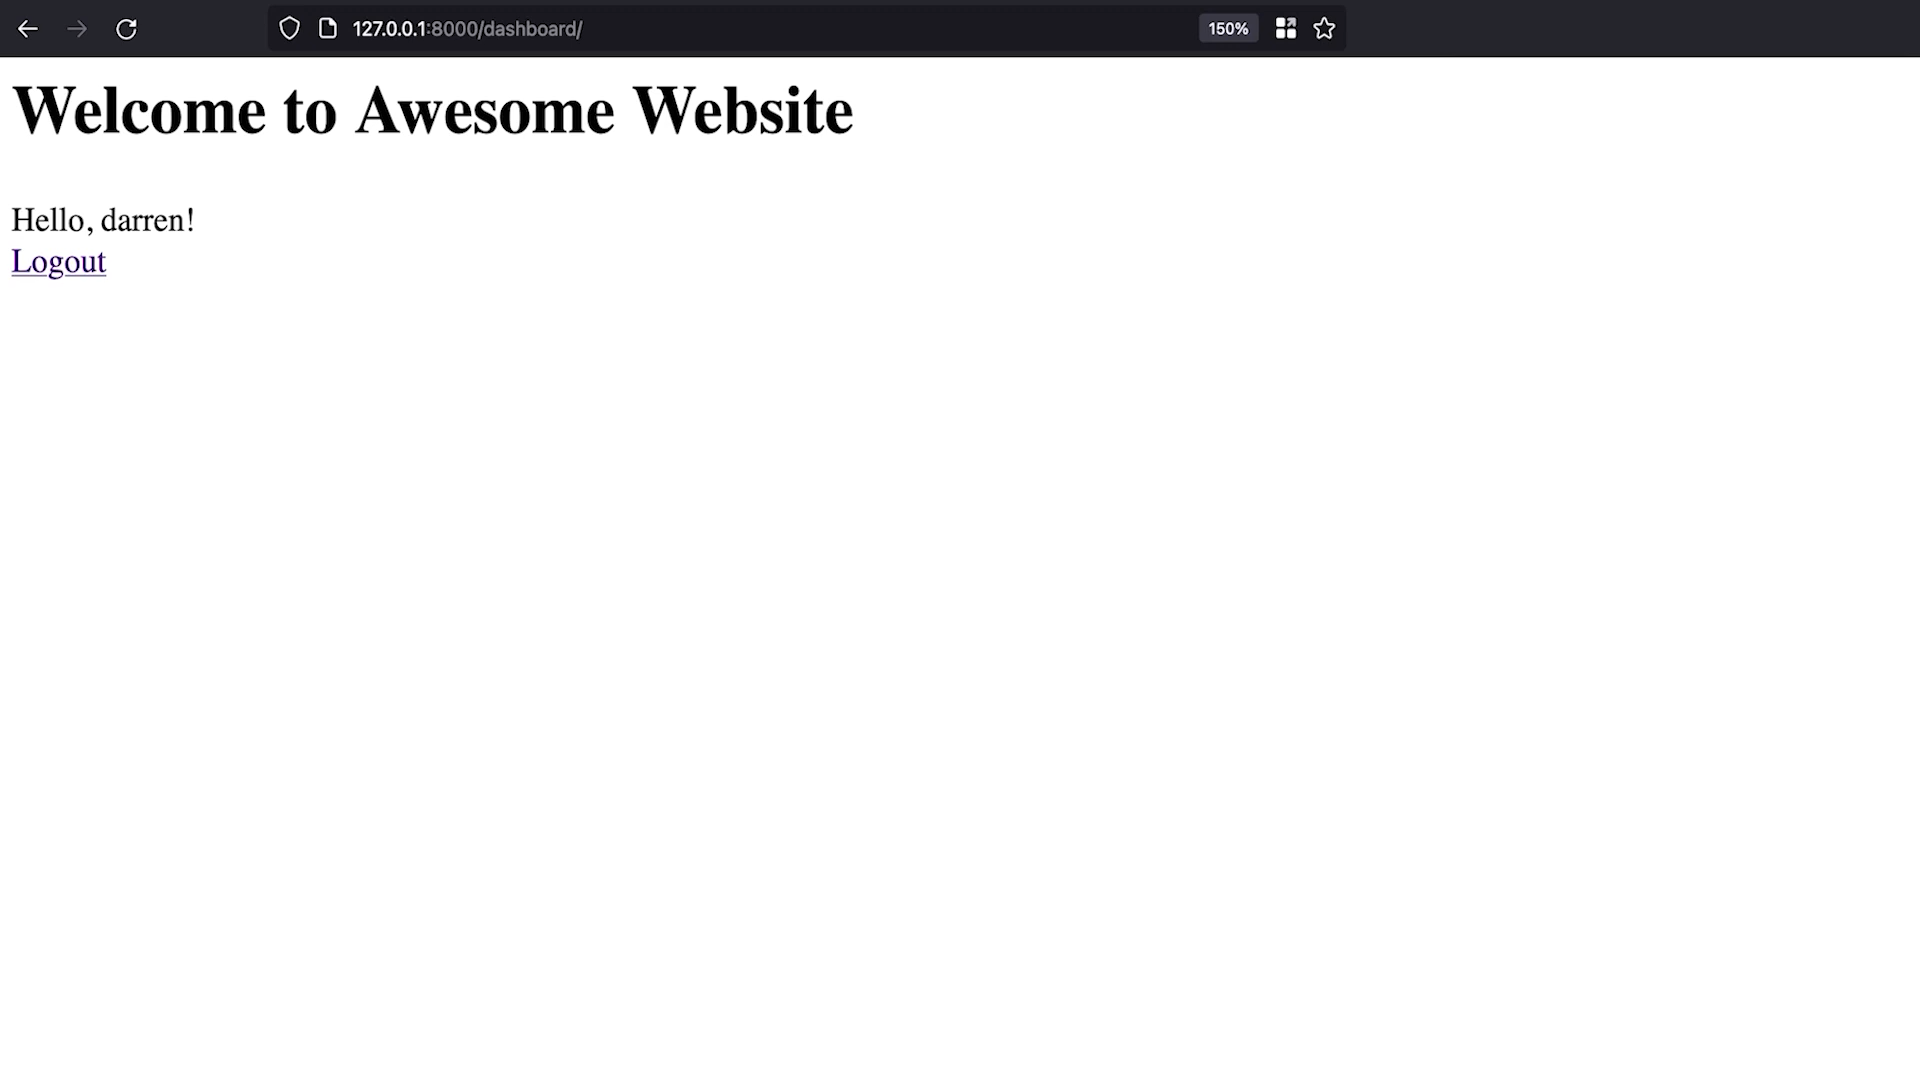 127.0.0.1:8000/dashboard/
150%
Welcome to Awesome Website
Hello, darren!
Logout